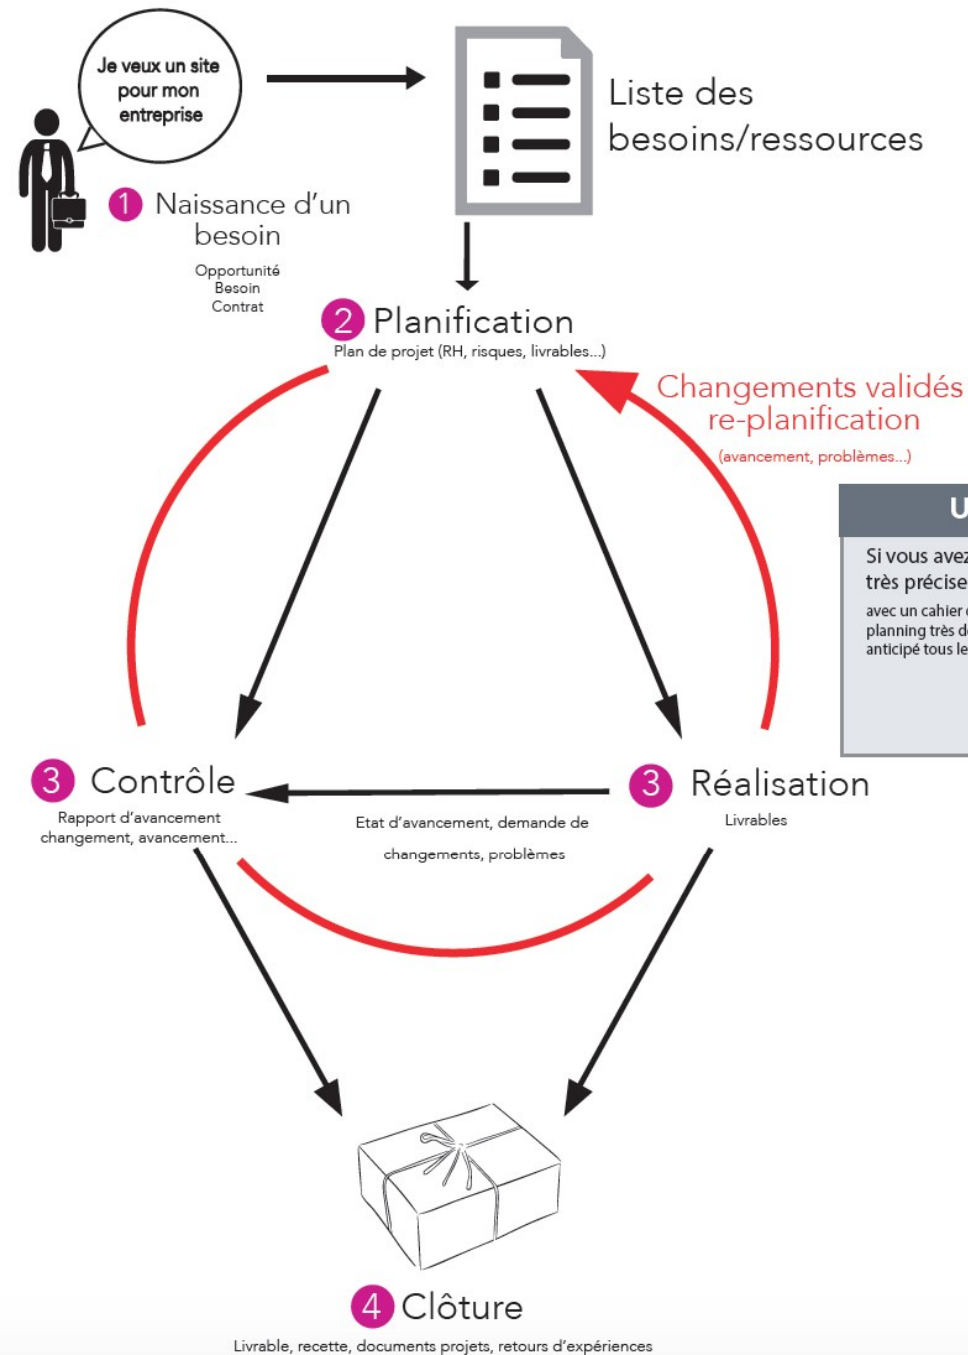 Je veux un site
pour mon
entreprise
Liste des
besoins/ressources
1 Naissance d'un
besoin
Opportunité
Besoin
Contrat
2 Planification
Plan de projet (RH, risques, livrables...)
Changements validés
re-planification
(avancement, problèmes...)
U
Si vous avez
très précise
avec un cahier
planning très
anticipé tous
3 Contrôle
Rapport d'avancement
changement, avancement...
Etat d'avancement, demande de
changements, problèmes
3 Réalisation
Livrables
4 Clôture
Livrable, recette, documents projets, retours d'expériences